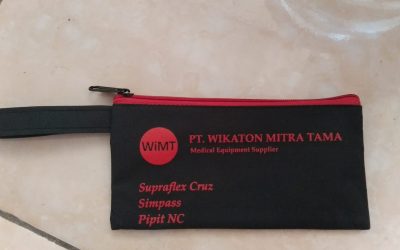 WiMT
PT. WIKATON MITRA TAMA
Medical Equipment Supplier
Supraflex Cruz
Simpass
Pipit NC